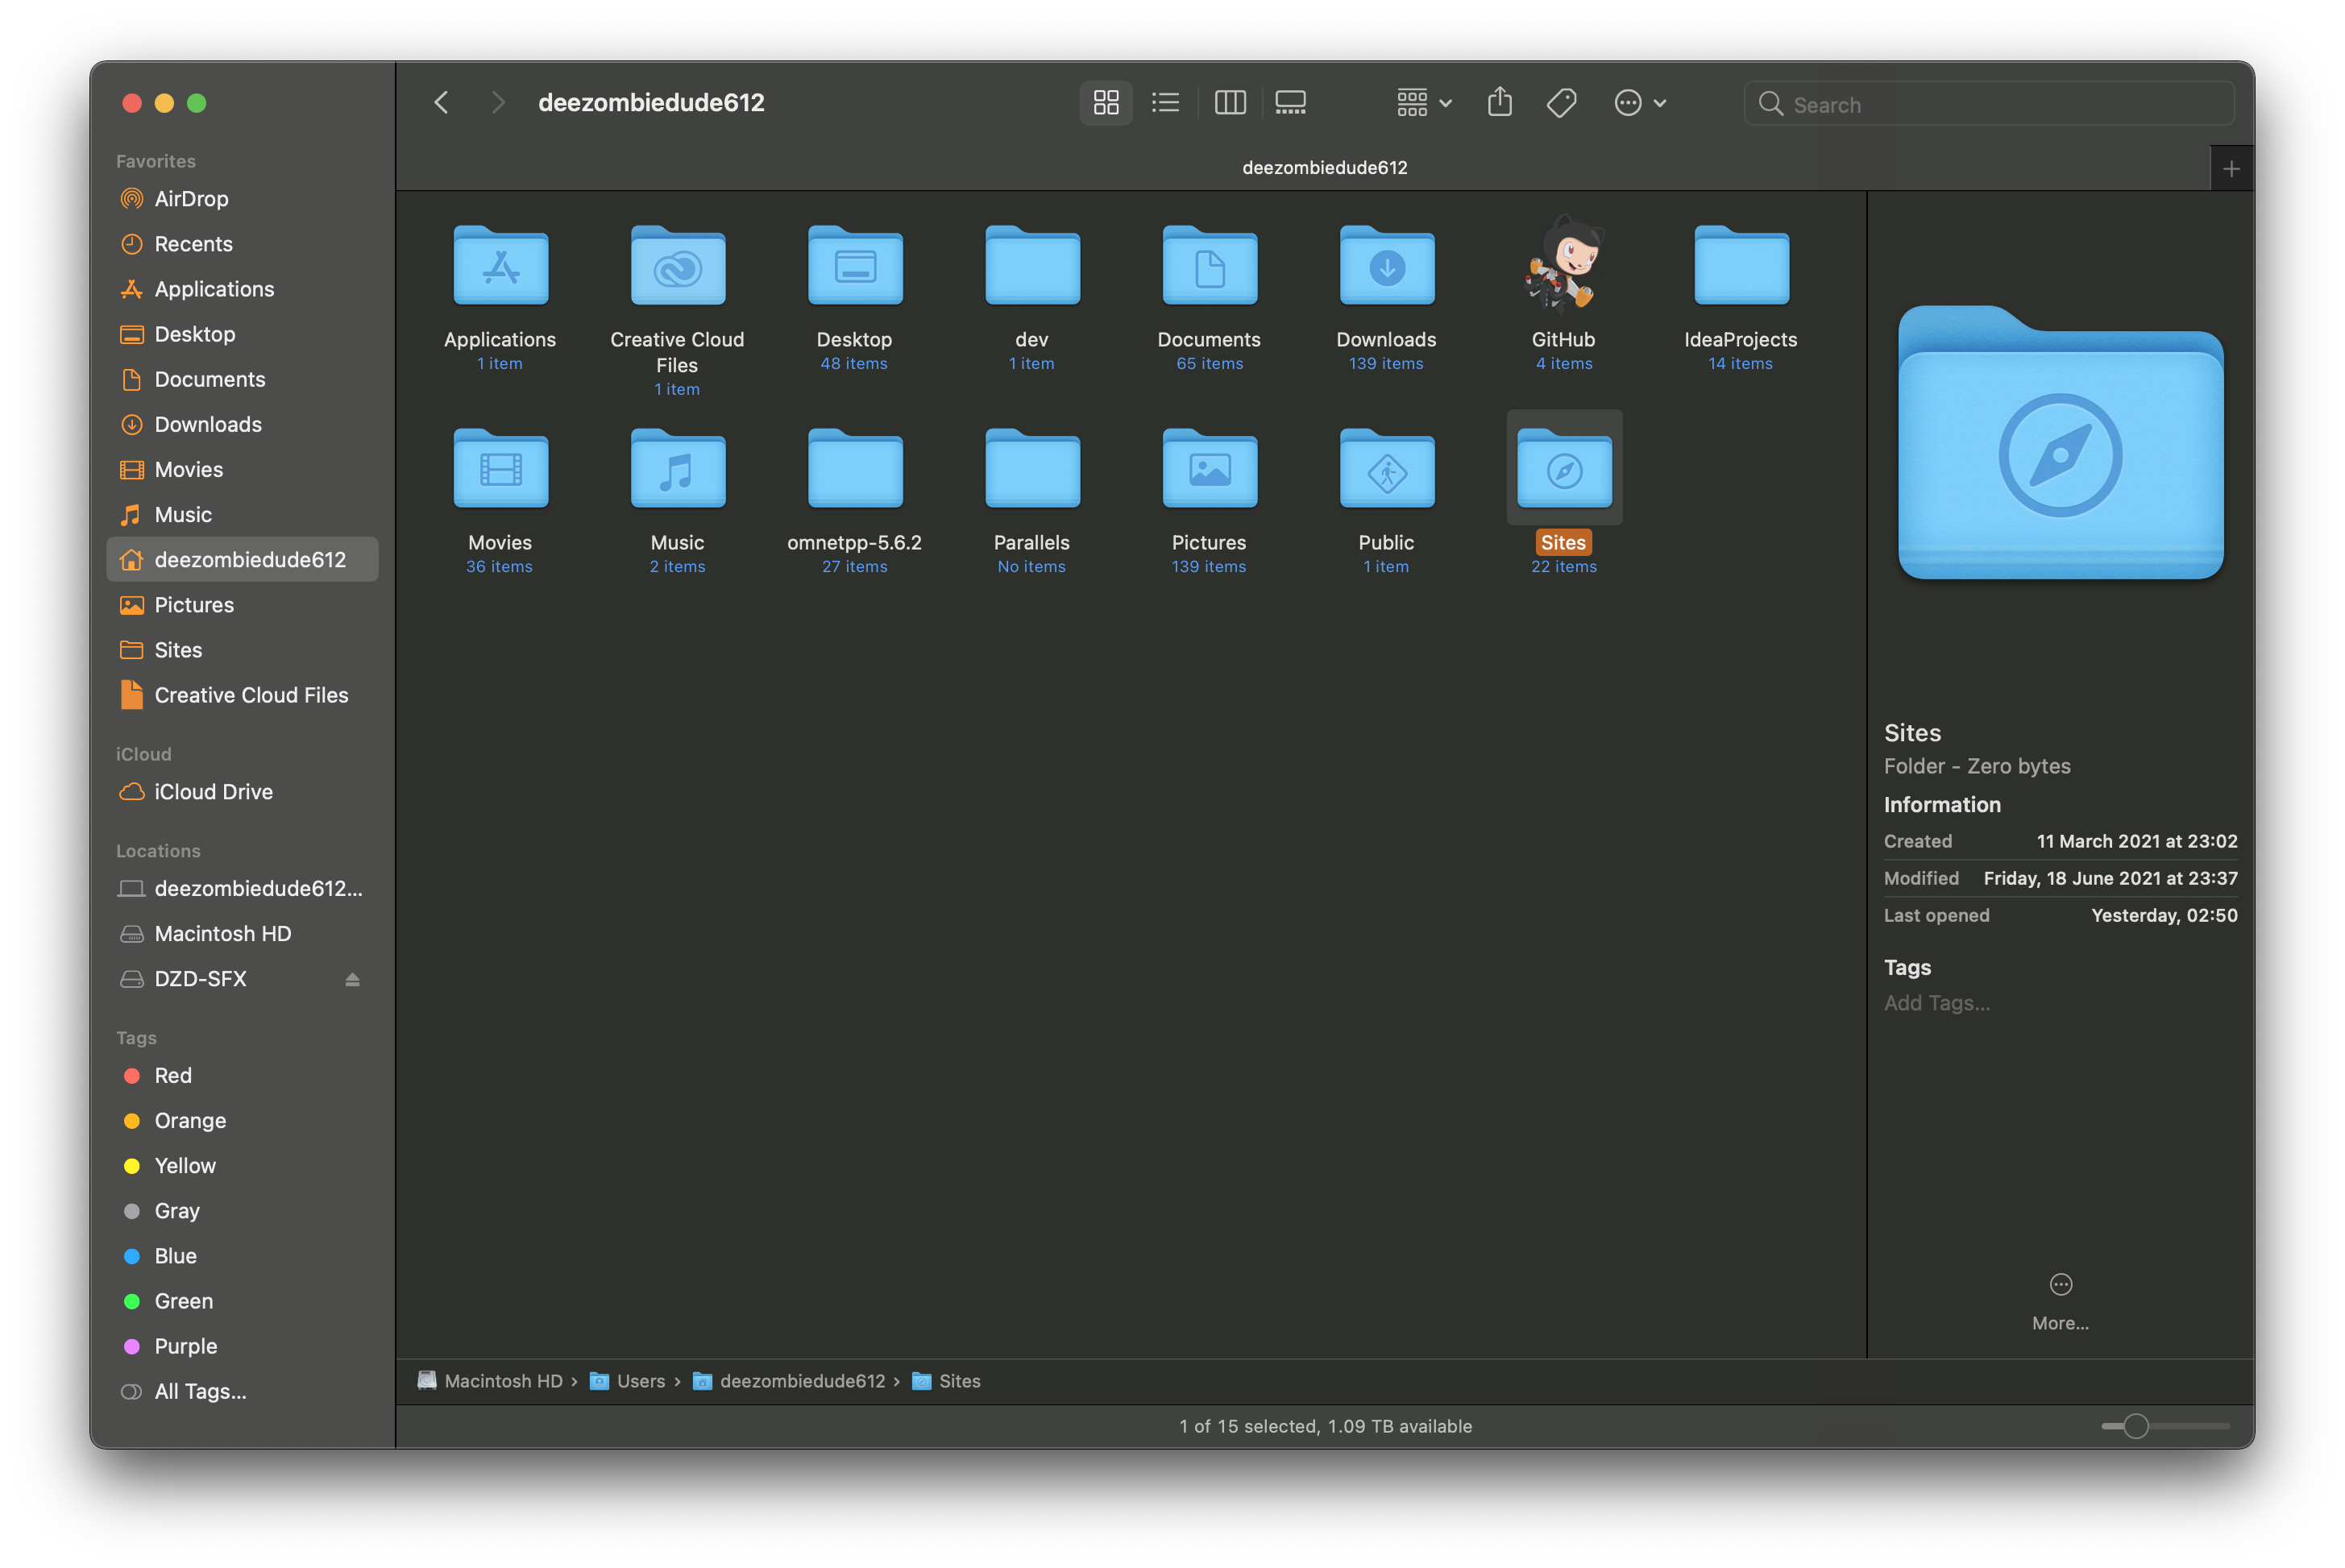 deezombiedude612
Search
deezombiedude612
Favorites
AirDrop
Recents
Applications
Desktop
Documents
Downloads
Movies
Music
deezombiedude612
Pictures
Sites
Creative Cloud Files
iCloud
iCloud Drive
Locations
deezombiedude612...
Macintosh HD
DZD-SFX
Tags
Red
Orange
Yellow
Gray
Blue
Green
Purple
All Tags...
Applications
1 item
Creative Cloud
Files
1 item
Desktop
48 items
dev
1 item
Documents
65 items
Downloads
139 items
GitHub
4 items
IdeaProjects
14 items
Movies
36 items
Music
2 items
omnetpp-5.6.2
27 items
Parallels
No items
Pictures
139 items
Public
1 item
Sites
22 items
Sites
Folder - Zero bytes
Information
Created 11 March 2021 at 23:02
Modified Friday, 18 June 2021 at 23:37
Last opened Yesterday, 02:50
Tags
Add Tags...
More...
Macintosh HD › Users › deezombiedude612 › Sites
1 of 15 selected, 1.09 TB available